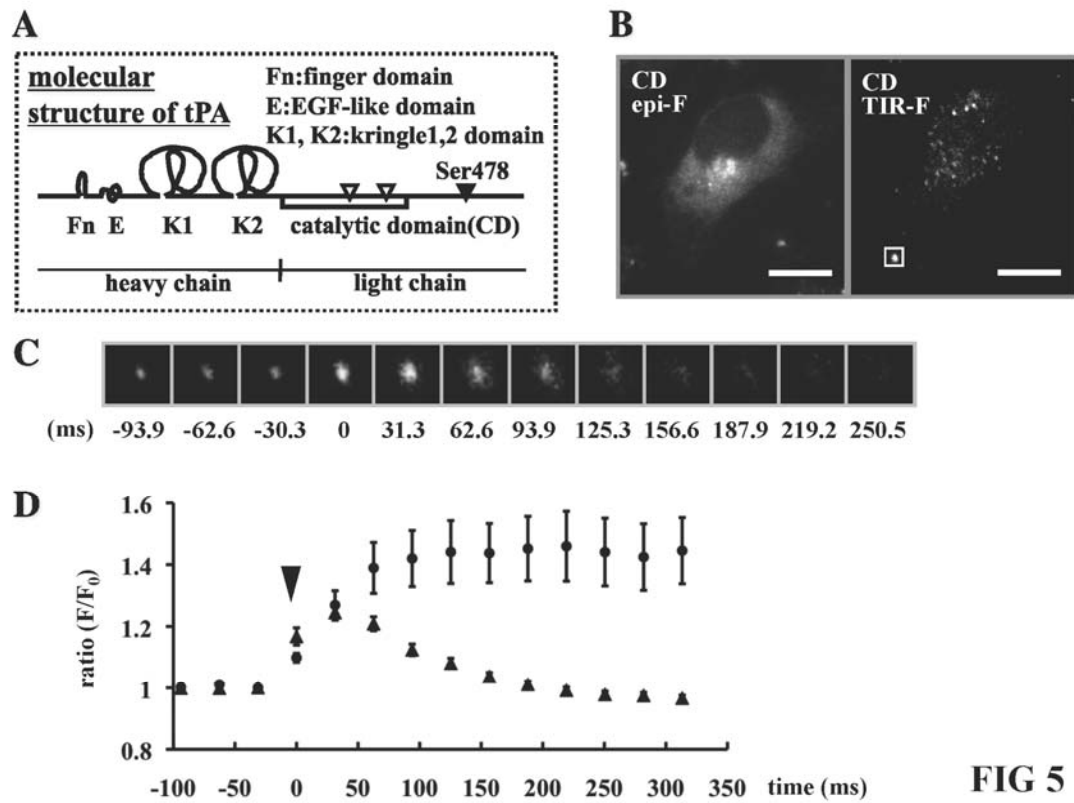 A
molecular
structure of tPA
Fn:finger domain
E:EGF-like domain
K1, K2:kringle1,2 domain
Ser478
Fn E K1 K2 catalytic domain(CD)
heavy chain light chain
B
CD
epi-F
CD
TIR-F
C
(ms) -93.9 -62.6 -30.3 0 31.3 62.6 93.9 125.3 156.6 187.9 219.2 250.5
D
ratio (F/F0)
1.6
1.4
1.2
1
0.8
-100 -50 0 50 100 150 200 250 300 350 time (ms)
FIG 5